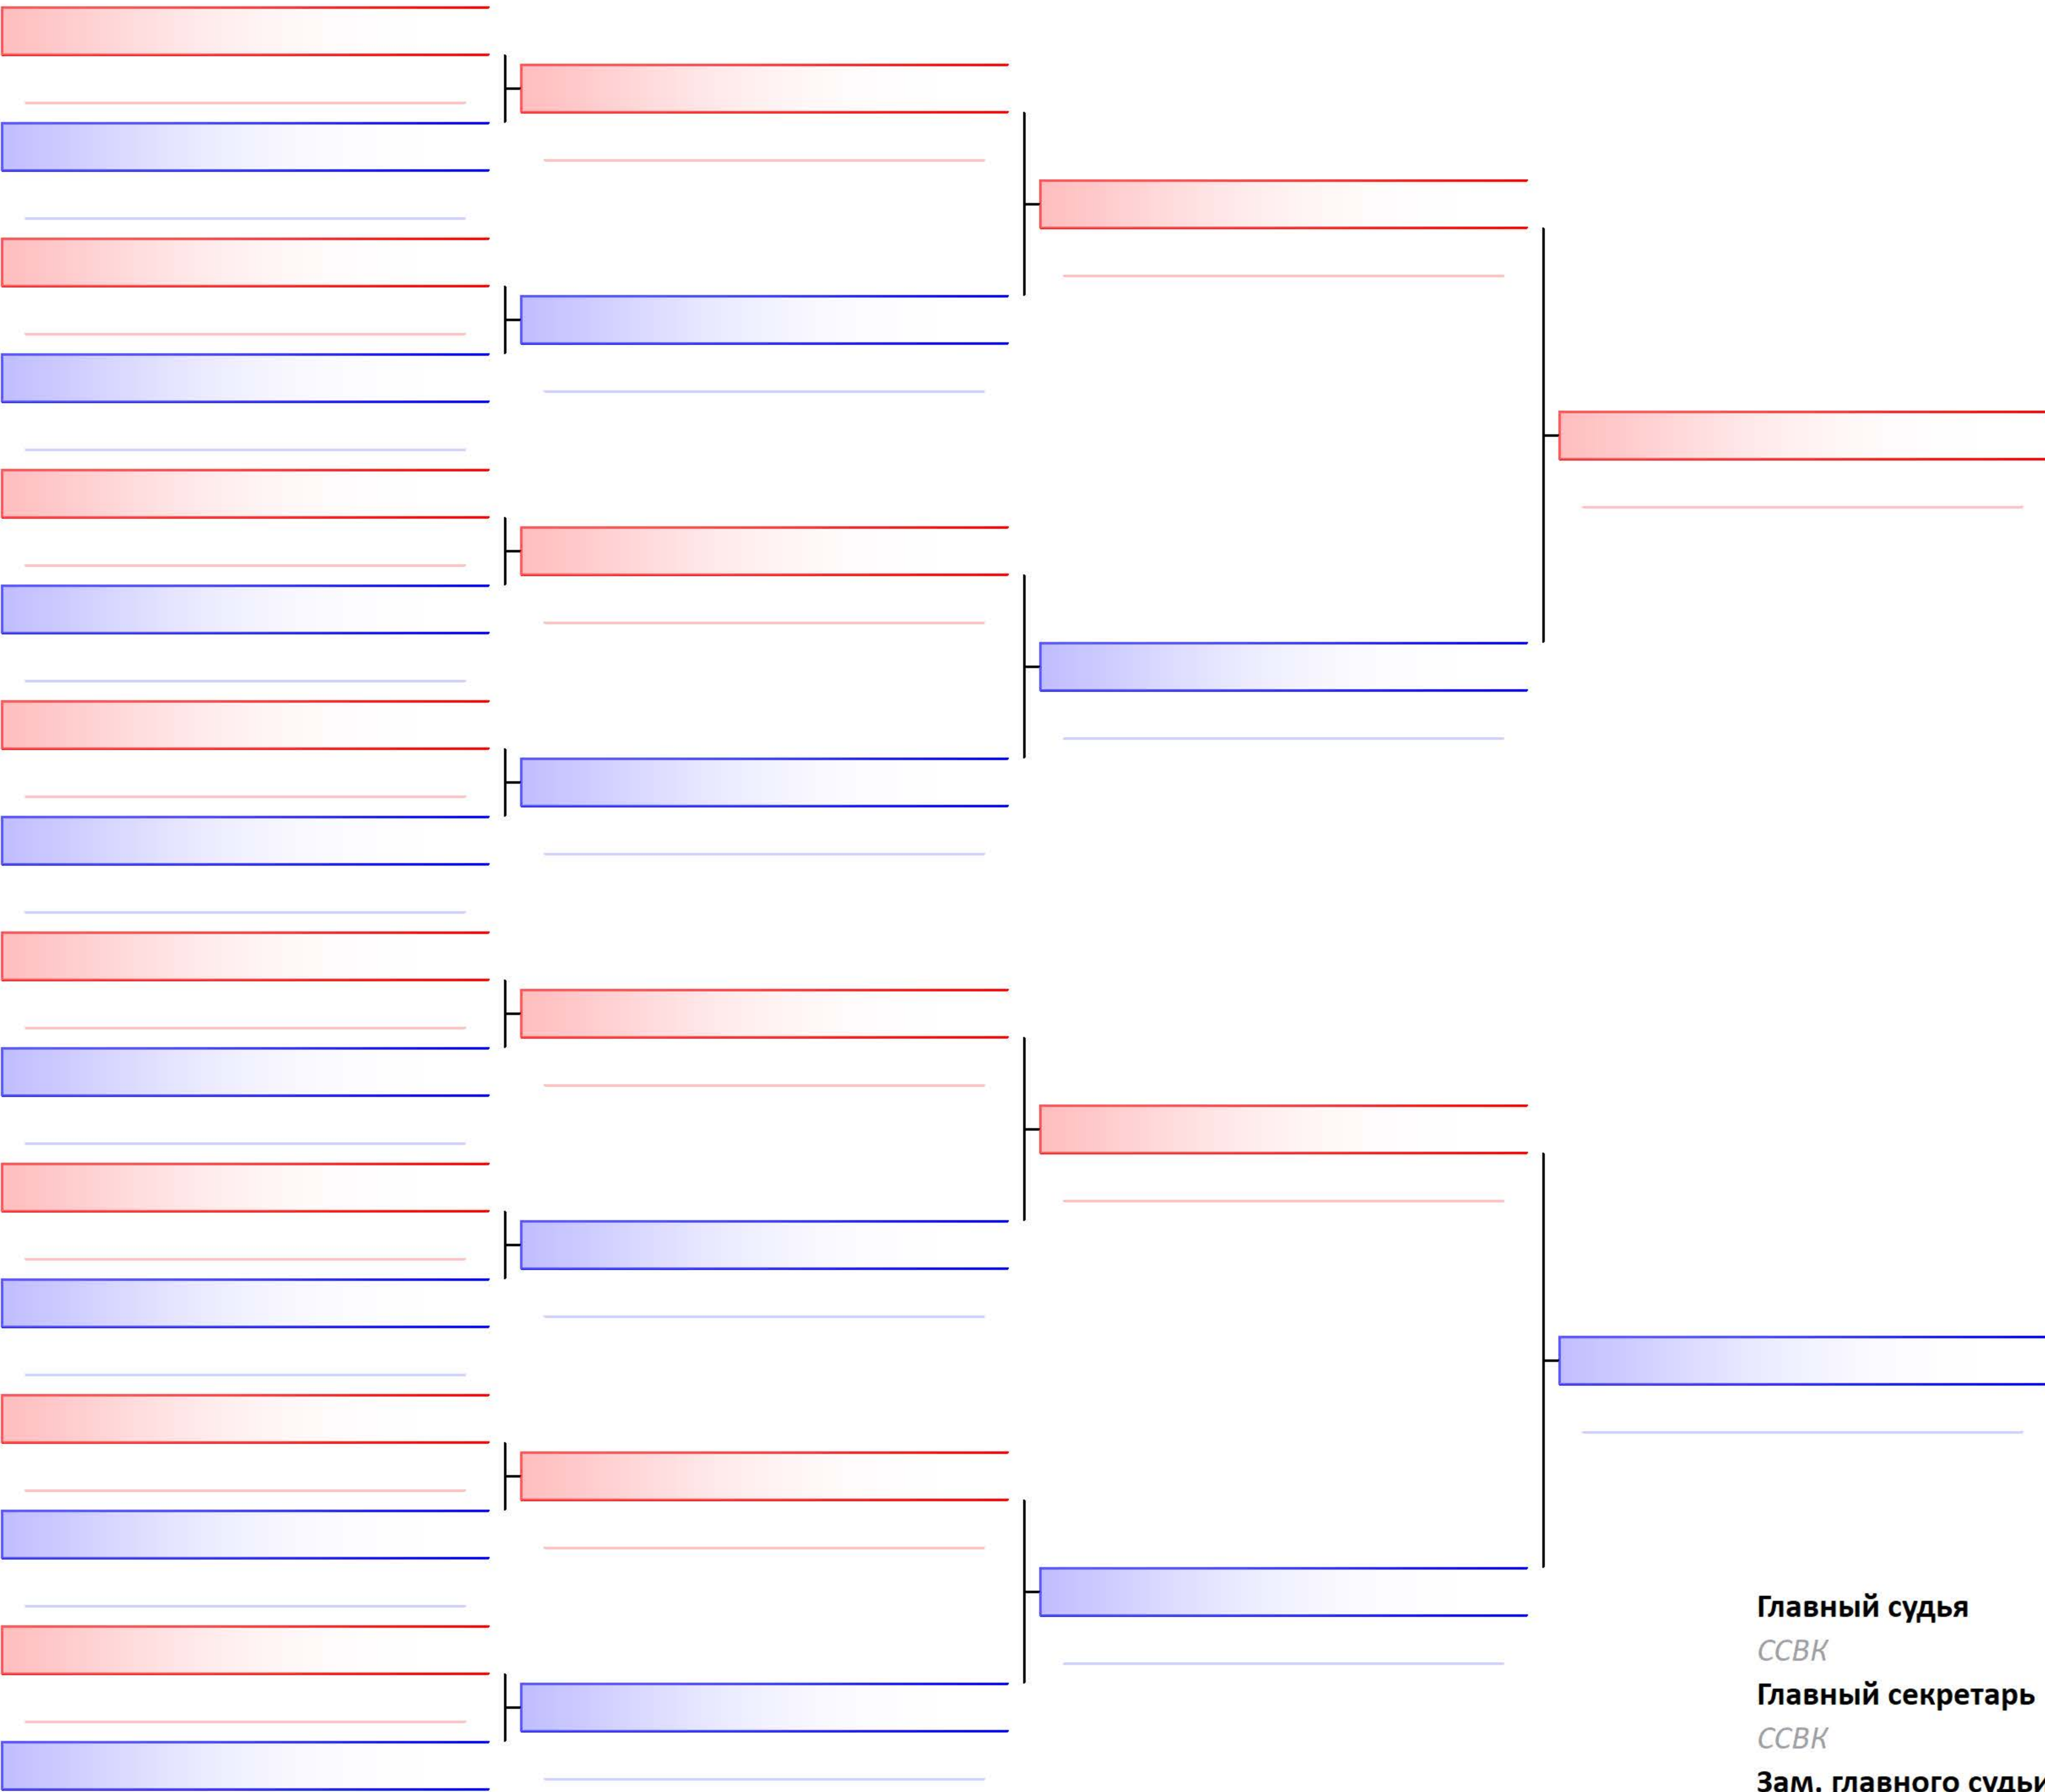 Главный судья
ССВК
Главный секретарь
ССВК
Зам. главного судьи